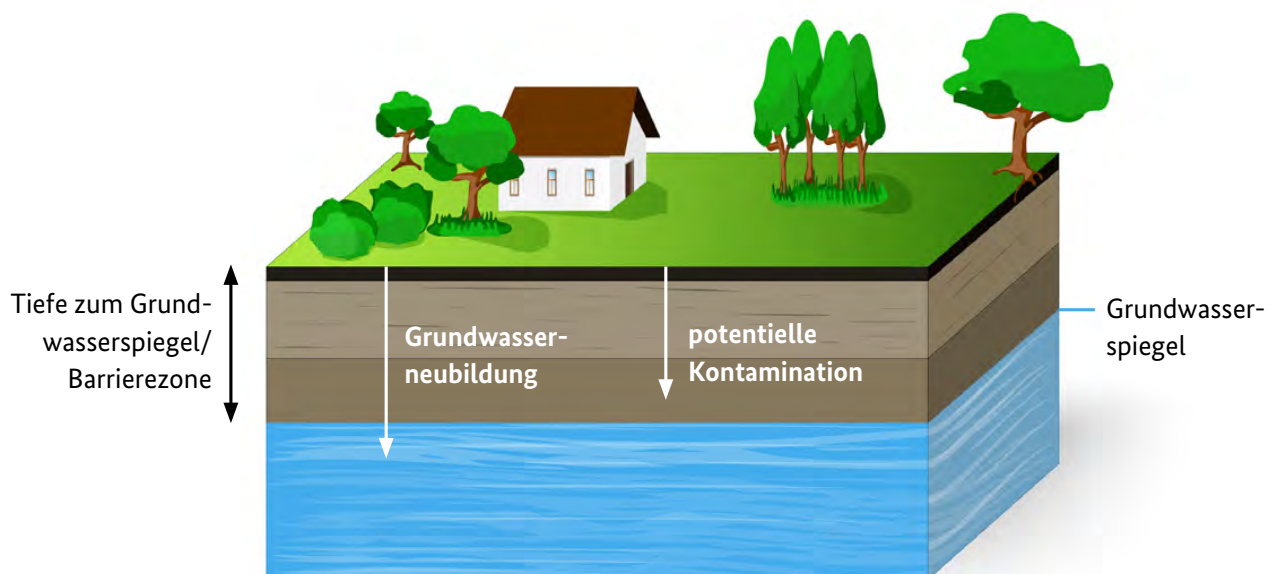 Tiefe zum Grund-
wasserspiegel/
Barrierezone
Grundwasser-
neubildung
potentielle
Kontamination
Grundwasser-
spiegel